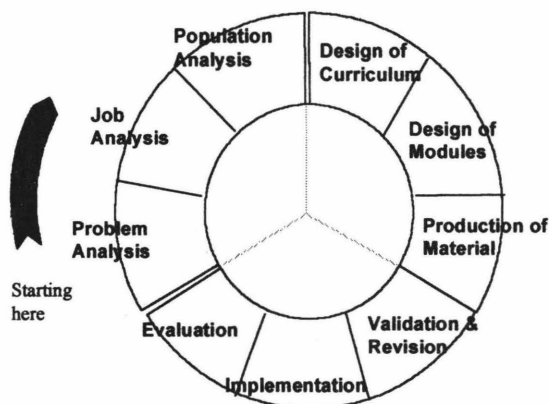 Population
Analysis
Design of
Curriculum
Job
Analysis
Design of
Modules
Problem
Analysis
Production of
Material
Starting
here
Evaluation
Validation &
Revision
Implementation